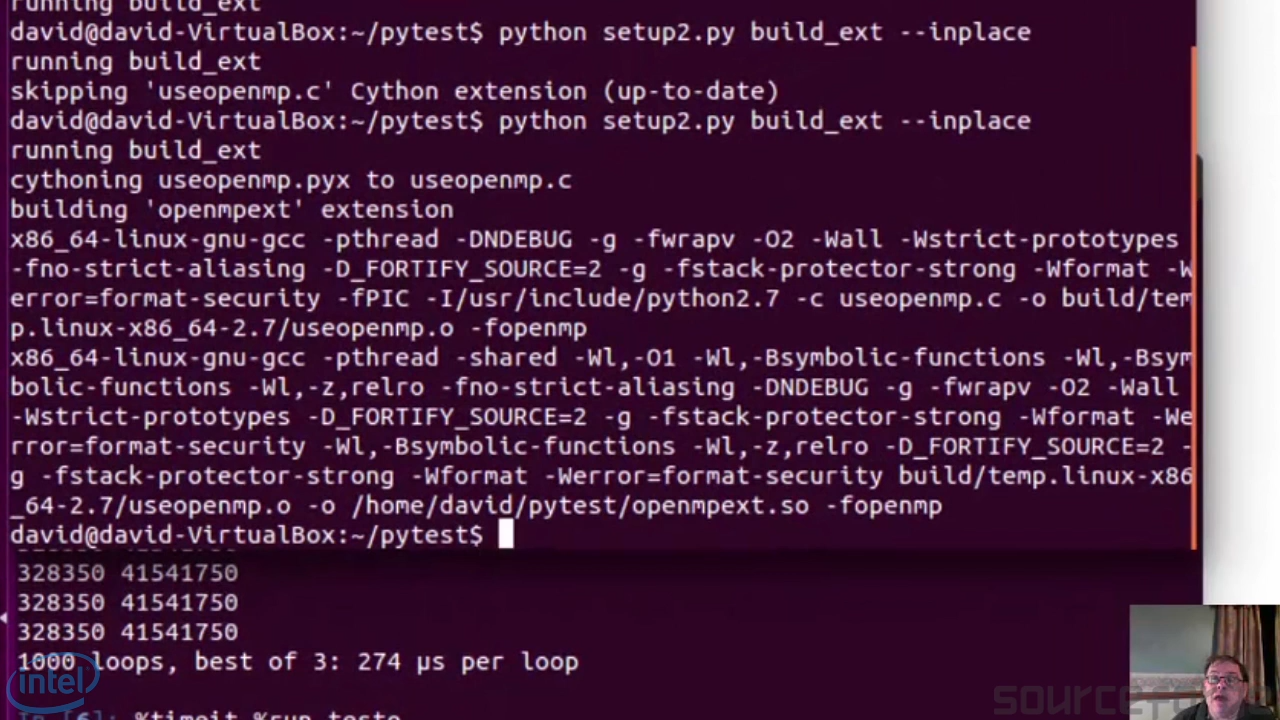 running build_ext
david@david-VirtualBox:~/pytest$ python setup2.py build_ext --inplace
running build_ext
skipping 'useopenmp.c' Cython extension (up-to-date)
david@david-VirtualBox:~/pytest$ python setup2.py build_ext --inplace
running build_ext
cythoning useopenmp.pyx to useopenmp.c
building 'openmpext' extension
x86_64-linux-gnu-gcc -pthread -DNDEBUG -g -fwrapv -O2 -Wall -Wstrict-prototypes
-fno-strict-aliasing -D_FORTIFY_SOURCE=2 -g -fstack-protector-strong -Wformat -W
error=format-security -fPIC -I/usr/include/python2.7 -c useopenmp.c -o build/tem
p.linux-x86_64-2.7/useopenmp.o -fopenmp
x86_64-linux-gnu-gcc -pthread -shared -Wl,-O1 -Wl,-Bsymbolic-functions -Wl,-Bsym
bolic-functions -Wl,-z,relro -fno-strict-aliasing -DNDEBUG -g -fwrapv -O2 -Wall
-Wstrict-prototypes -D_FORTIFY_SOURCE=2 -g -fstack-protector-strong -Wformat -We
rror=format-security -Wl,-Bsymbolic-functions -Wl,-z,relro -D_FORTIFY_SOURCE=2 -
g -fstack-protector-strong -Wformat -Werror=format-security build/temp.linux-x86
_64-2.7/useopenmp.o -o /home/david/pytest/openmpext.so -fopenmp
david@david-VirtualBox:~/pytest$
328350 41541750
328350 41541750
328350 41541750
1000 loops, best of 3: 274 µs per loop
intel
In [6]: %timeit %run